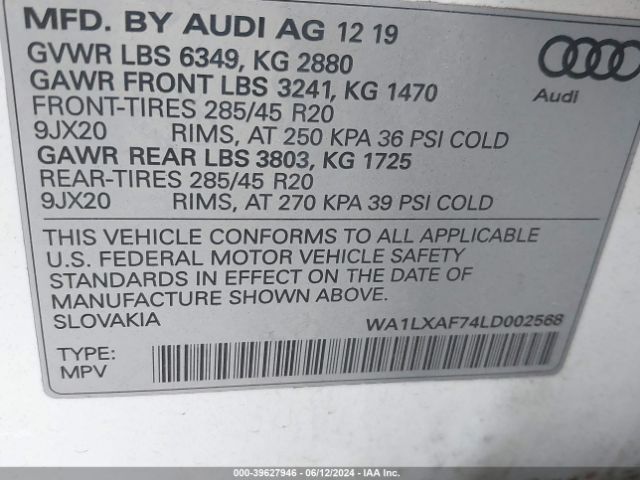 MFD. BY AUDI AG 12 19
GVWR LBS 6349, KG 2880
GAWR FRONT LBS 3241, KG 1470
FRONT-TIRES 285/45 R20
9JX20 RIMS, AT 250 KPA 36 PSI COLD
GAWR REAR LBS 3803, KG 1725
REAR-TIRES 285/45 R20
9JX20 RIMS, AT 270 KPA 39 PSI COLD
Audi
THIS VEHICLE CONFORMS TO ALL APPLICABLE
U.S. FEDERAL MOTOR VEHICLE SAFETY
STANDARDS IN EFFECT ON THE DATE OF
MANUFACTURE SHOWN ABOVE.
SLOVAKIA WA1LXAF74LD002568
TYPE:
MPV
000-39627946 - 06/12/2024 - IAA Inc.